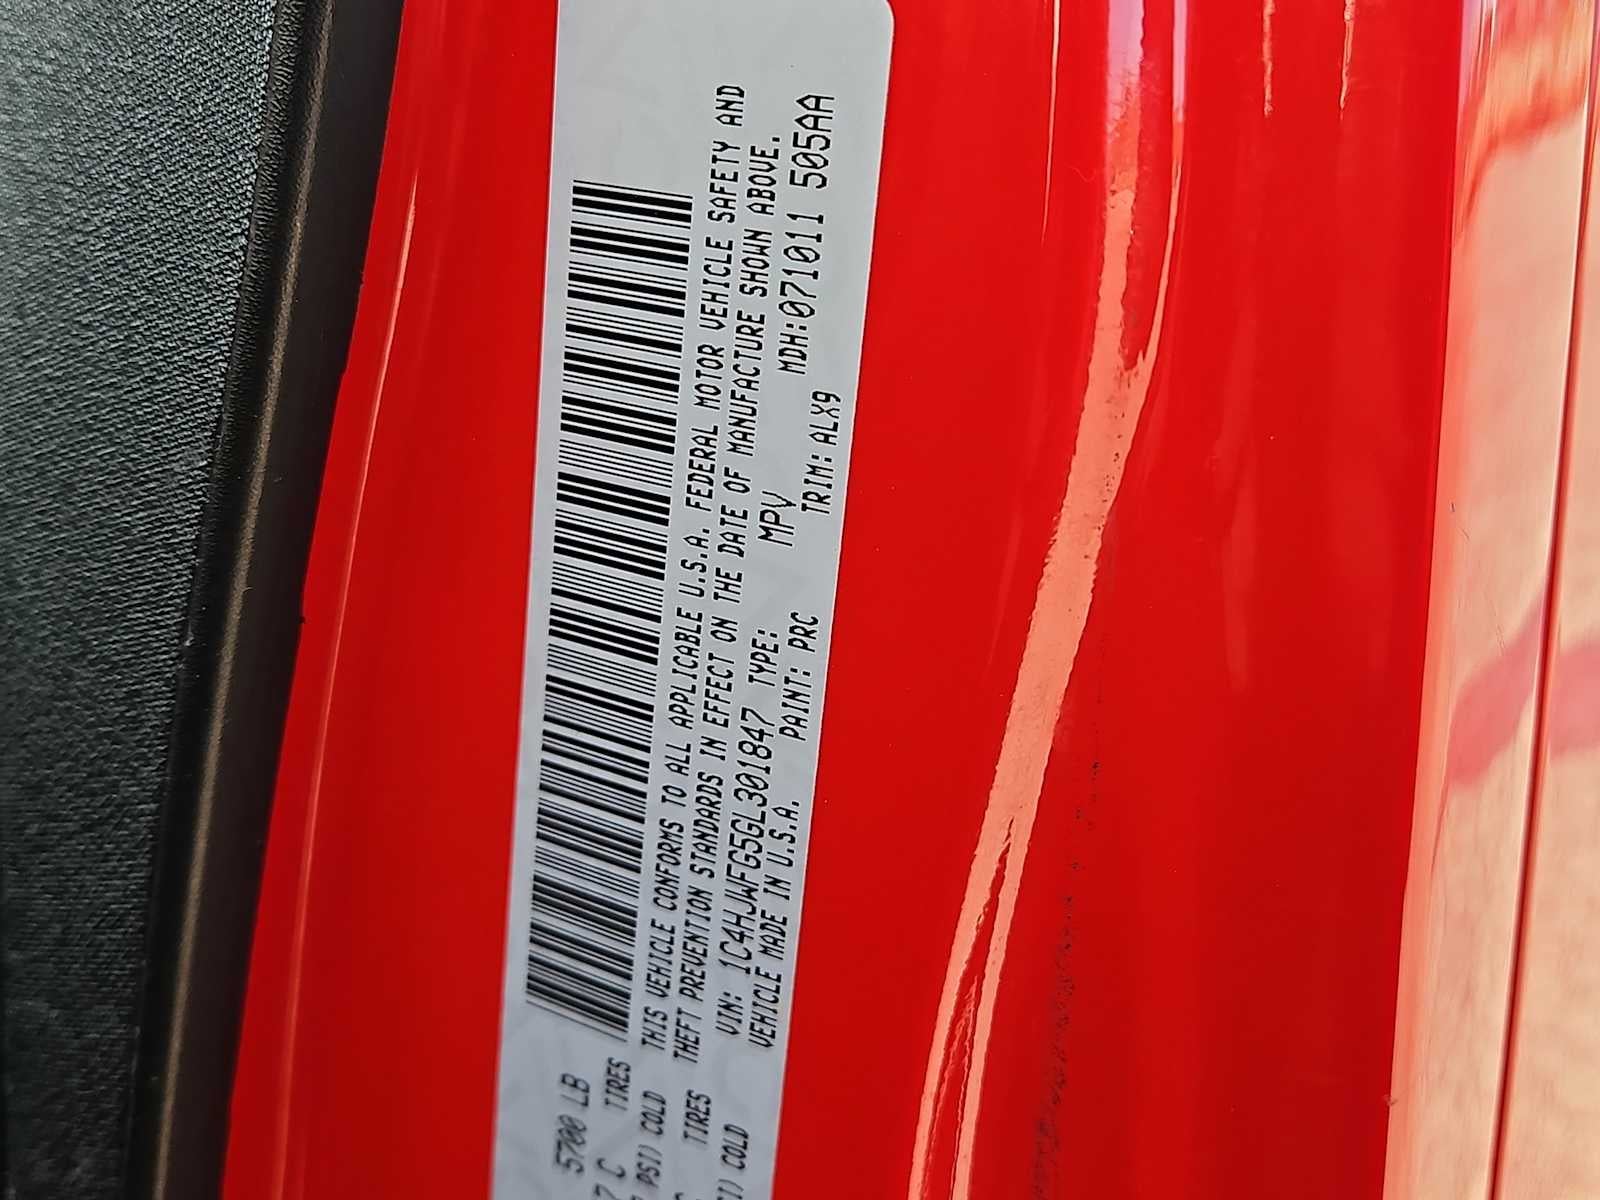 5700 LB
7 C TIRES
PSI) COLD
THIS VEHICLE CONFORMS TO ALL APPLICABLE U.S.A. FEDERAL MOTOR VEHICLE SAFETY AND
THEFT PREVENTION STANDARDS IN EFFECT ON THE DATE OF MANUFACTURE SHOWN ABOVE.
TIRES
VIN: 1C4HJWFG5GL301847 TYPE: MPV MDH:071011 505AA
COLD
VEHICLE MADE IN U.S.A. PAINT: PRC TRIM: ALX9